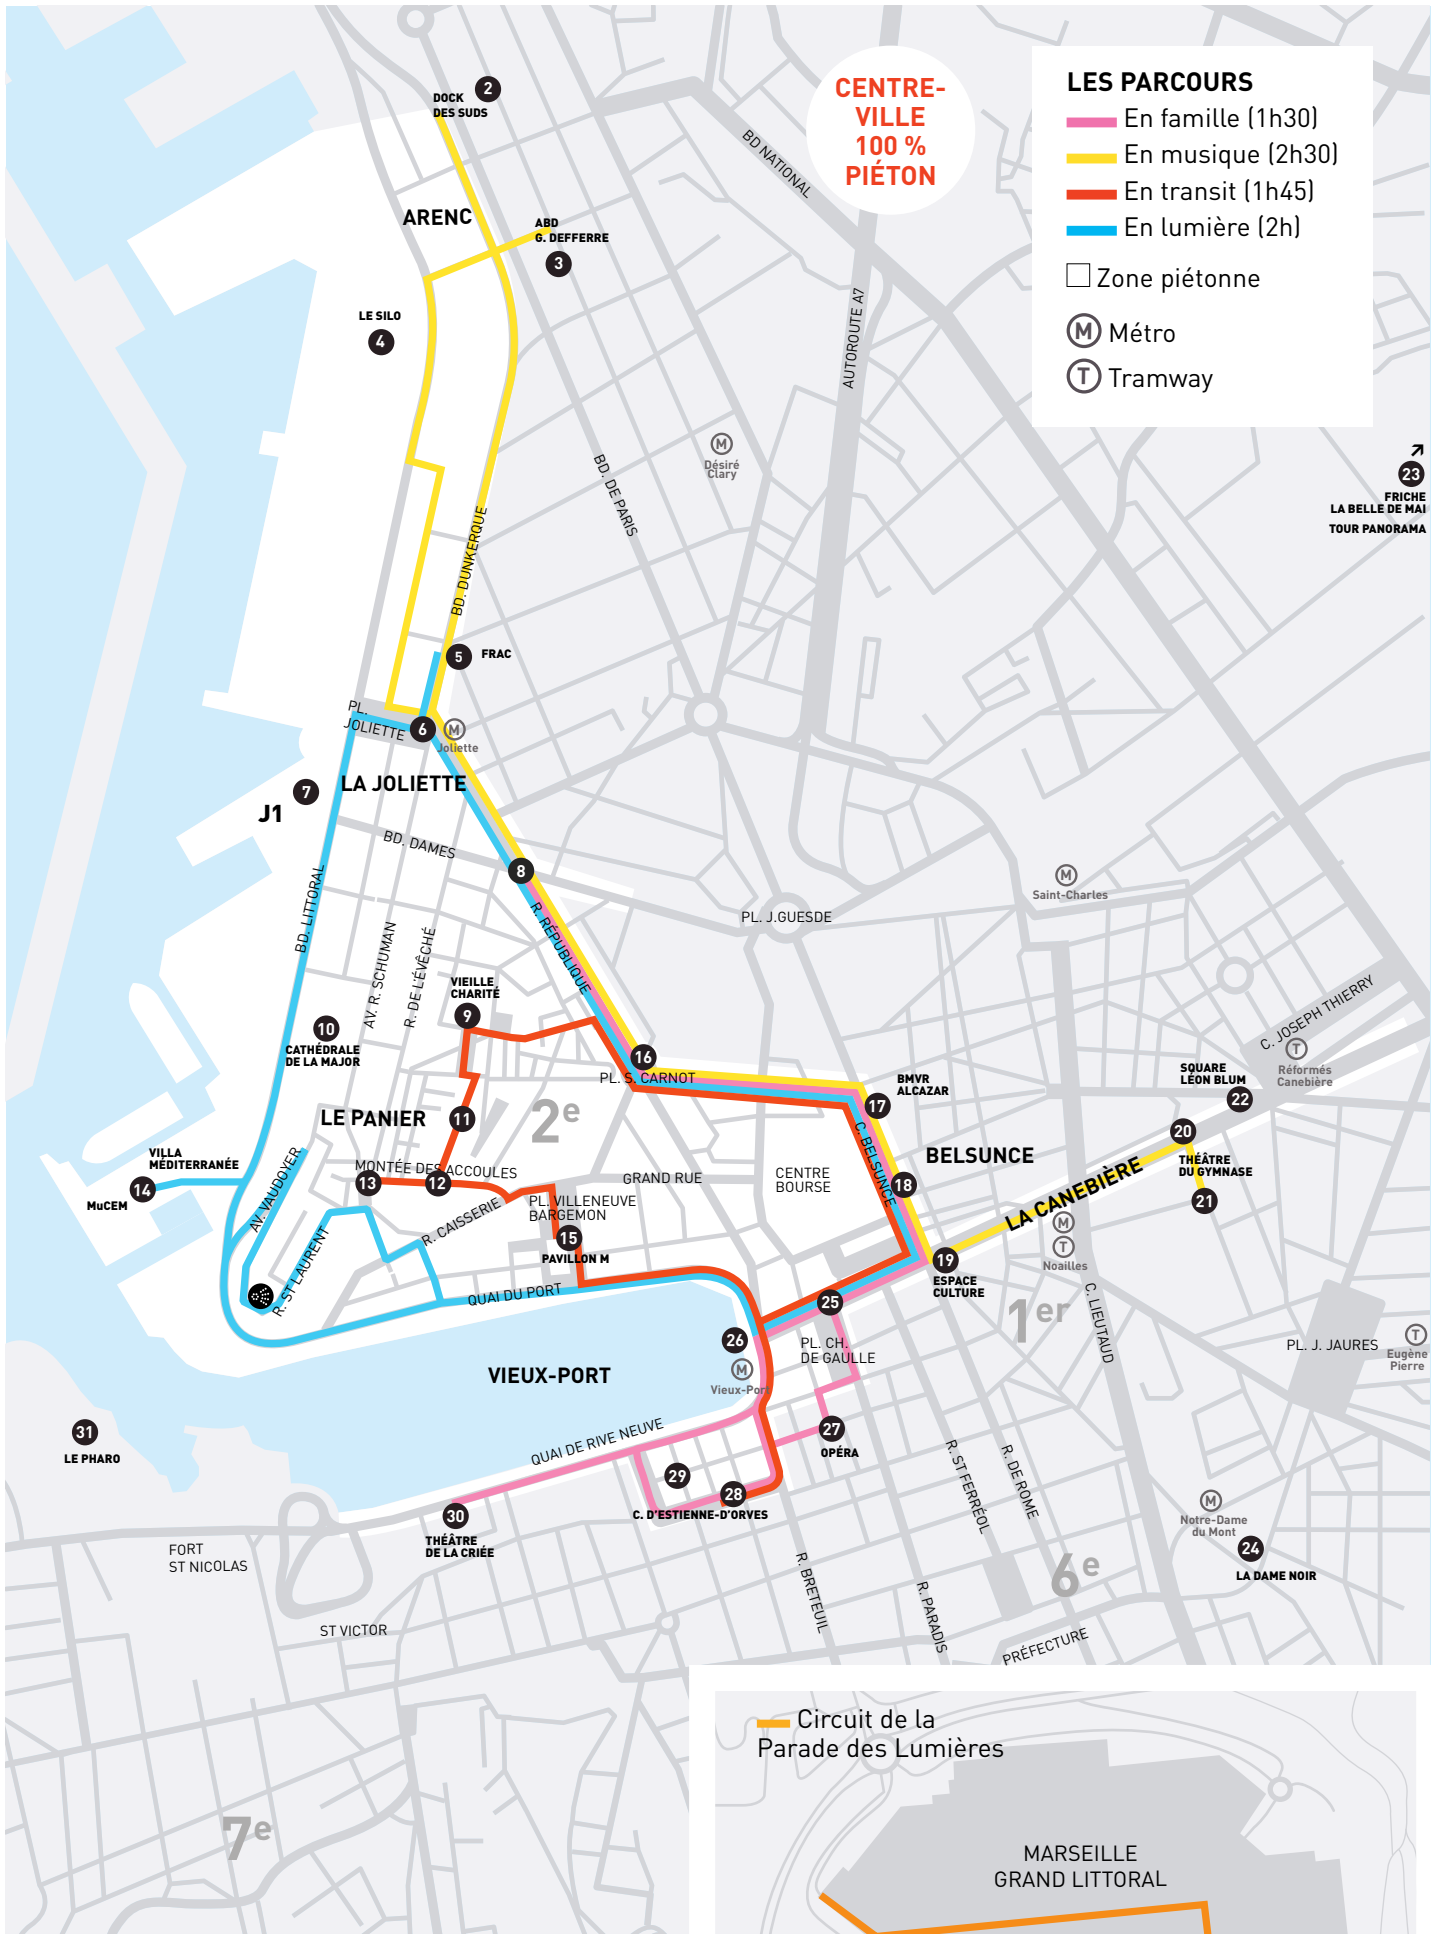 2
DOCK
DES SUDS
CENTRE-
VILLE
100 %
PIÉTON
LES PARCOURS
En famille (1h30)
En musique (2h30)
En transit (1h45)
En lumière (2h)
Zone piétonne
M Métro
T Tramway
BD NATIONAL
ARENC
ABD
G. DEFFERRE
3
LE SILO
4
AUTOROUTE A7
M
Désiré
Clary
BD. DE PARIS
23
FRICHE
LA BELLE DE MAI
TOUR PANORAMA
BD. DUNKERQUE
5
FRAC
PL.
JOLIETTE
6
M
Joliette
LA JOLIETTE
7
J1
BD. DAMES
8
M
Saint-Charles
PL. J.GUESDE
BD. LITTORAL
AV. R. SCHUMAN
R. DE L'ÉVÊCHÉ
R. RÉPUBLIQUE
VIEILLE
CHARITÉ
9
10
CATHÉDRALE
DE LA MAJOR
C. JOSEPH THIERRY
T
Réformés
Canebière
16
PL. S. CARNOT
BMVR
ALCAZAR
17
SQUARE
LÉON BLUM
22
LE PANIER
11
2e
20
THÉÂTRE
DU GYMNASE
C. BELSUNCE
BELSUNCE
VILLA
MÉDITERRANÉE
14
MuCEM
AV. VAUDOYER
MONTÉE DES ACCOULES
13
12
GRAND RUE
CENTRE
BOURSE
18
21
LA CANEBIÈRE
R. CAISSERIE
PL. VILLENEUVE
BARGEMON
15
PAVILLON M
M
T
Noailles
19
ESPACE
CULTURE
R. ST LAURENT
QUAI DU PORT
25
1er
C. LIEUTAUD
26
M
Vieux-Port
PL. CH.
DE GAULLE
PL. J. JAURES
T
Eugène
Pierre
VIEUX-PORT
31
LE PHARO
QUAI DE RIVE NEUVE
27
OPÉRA
R. ST FERRÉOL
R. DE ROME
29
28
C. D'ESTIENNE-D'ORVES
30
THÉÂTRE
DE LA CRIÉE
M
Notre-Dame
du Mont
24
LA DAME NOIR
FORT
ST NICOLAS
R. BRETEUIL
R. PARADIS
6e
ST VICTOR
PRÉFECTURE
Circuit de la
Parade des Lumières
7e
MARSEILLE
GRAND LITTORAL